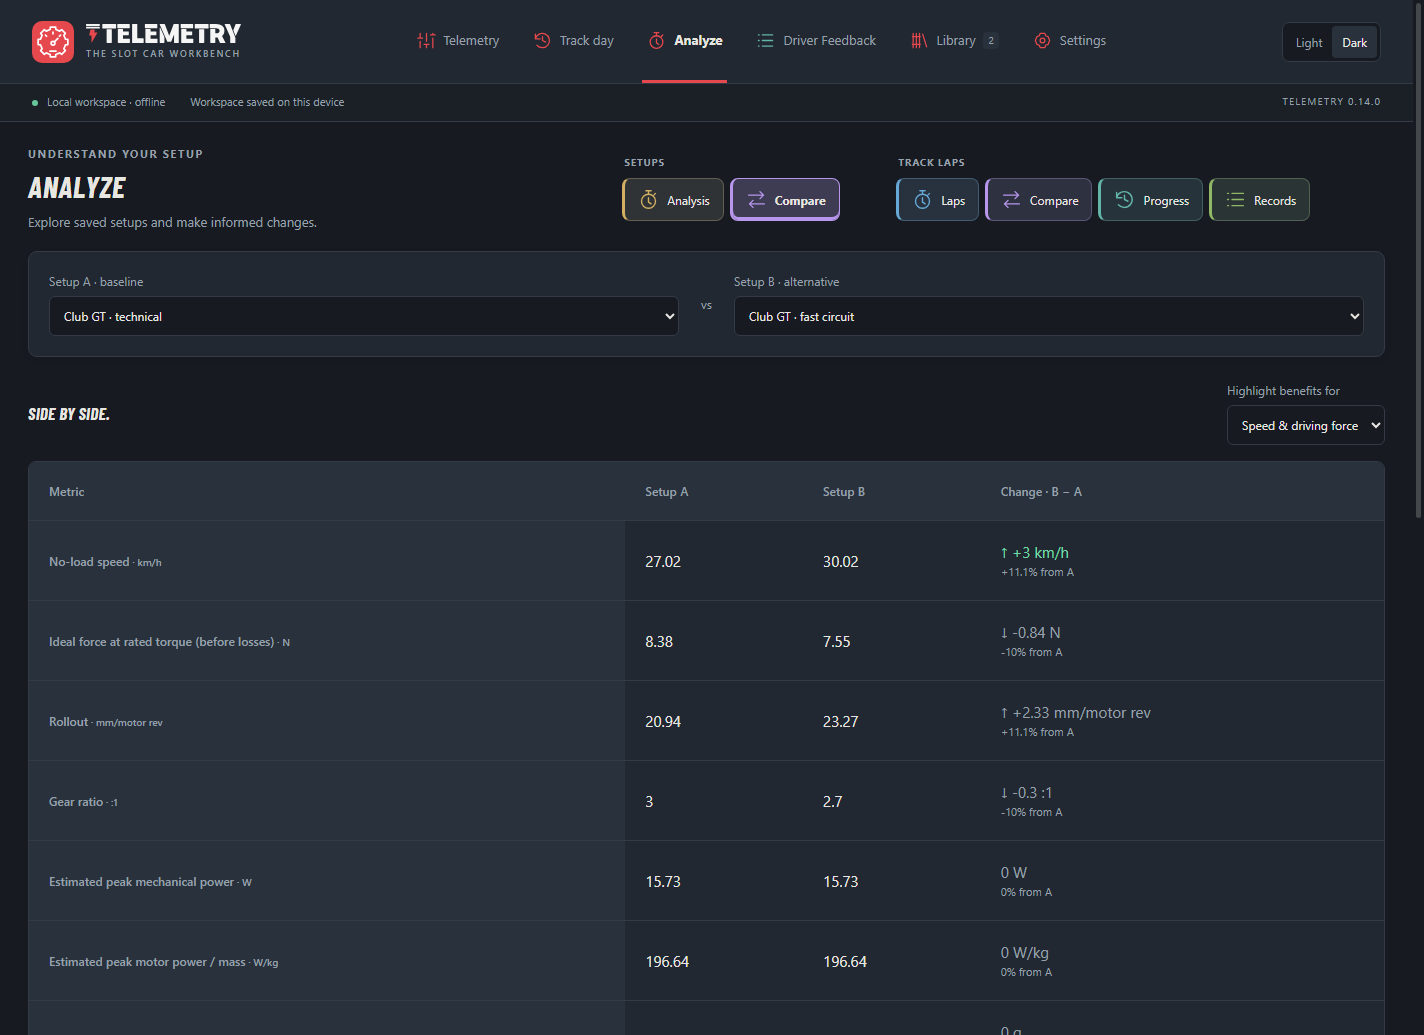 TELEMETRY
THE SLOT CAR WORKBENCH
Telemetry
Track day
Analyze
Driver Feedback
Library 2
Settings
Light
Dark
Local workspace · offline
Workspace saved on this device
TELEMETRY 0.14.0
UNDERSTAND YOUR SETUP
ANALYZE
Explore saved setups and make informed changes.
SETUPS
Analysis
Compare
TRACK LAPS
Laps
Compare
Progress
Records
Setup A · baseline
Club GT · technical
vs
Setup B · alternative
Club GT · fast circuit
SIDE BY SIDE.
Highlight benefits for
Speed & driving force
Metric Setup A Setup B Change · B − A
No-load speed · km/h 27.02 30.02 ↑ +3 km/h
+11.1% from A
Ideal force at rated torque (before losses) · N 8.38 7.55 ↓ -0.84 N
-10% from A
Rollout · mm/motor rev 20.94 23.27 ↑ +2.33 mm/motor rev
+11.1% from A
Gear ratio · :1 3 2.7 ↓ -0.3 :1
-10% from A
Estimated peak mechanical power · W 15.73 15.73 0 W
0% from A
Estimated peak motor power / mass · W/kg 196.64 196.64 0 W/kg
0% from A